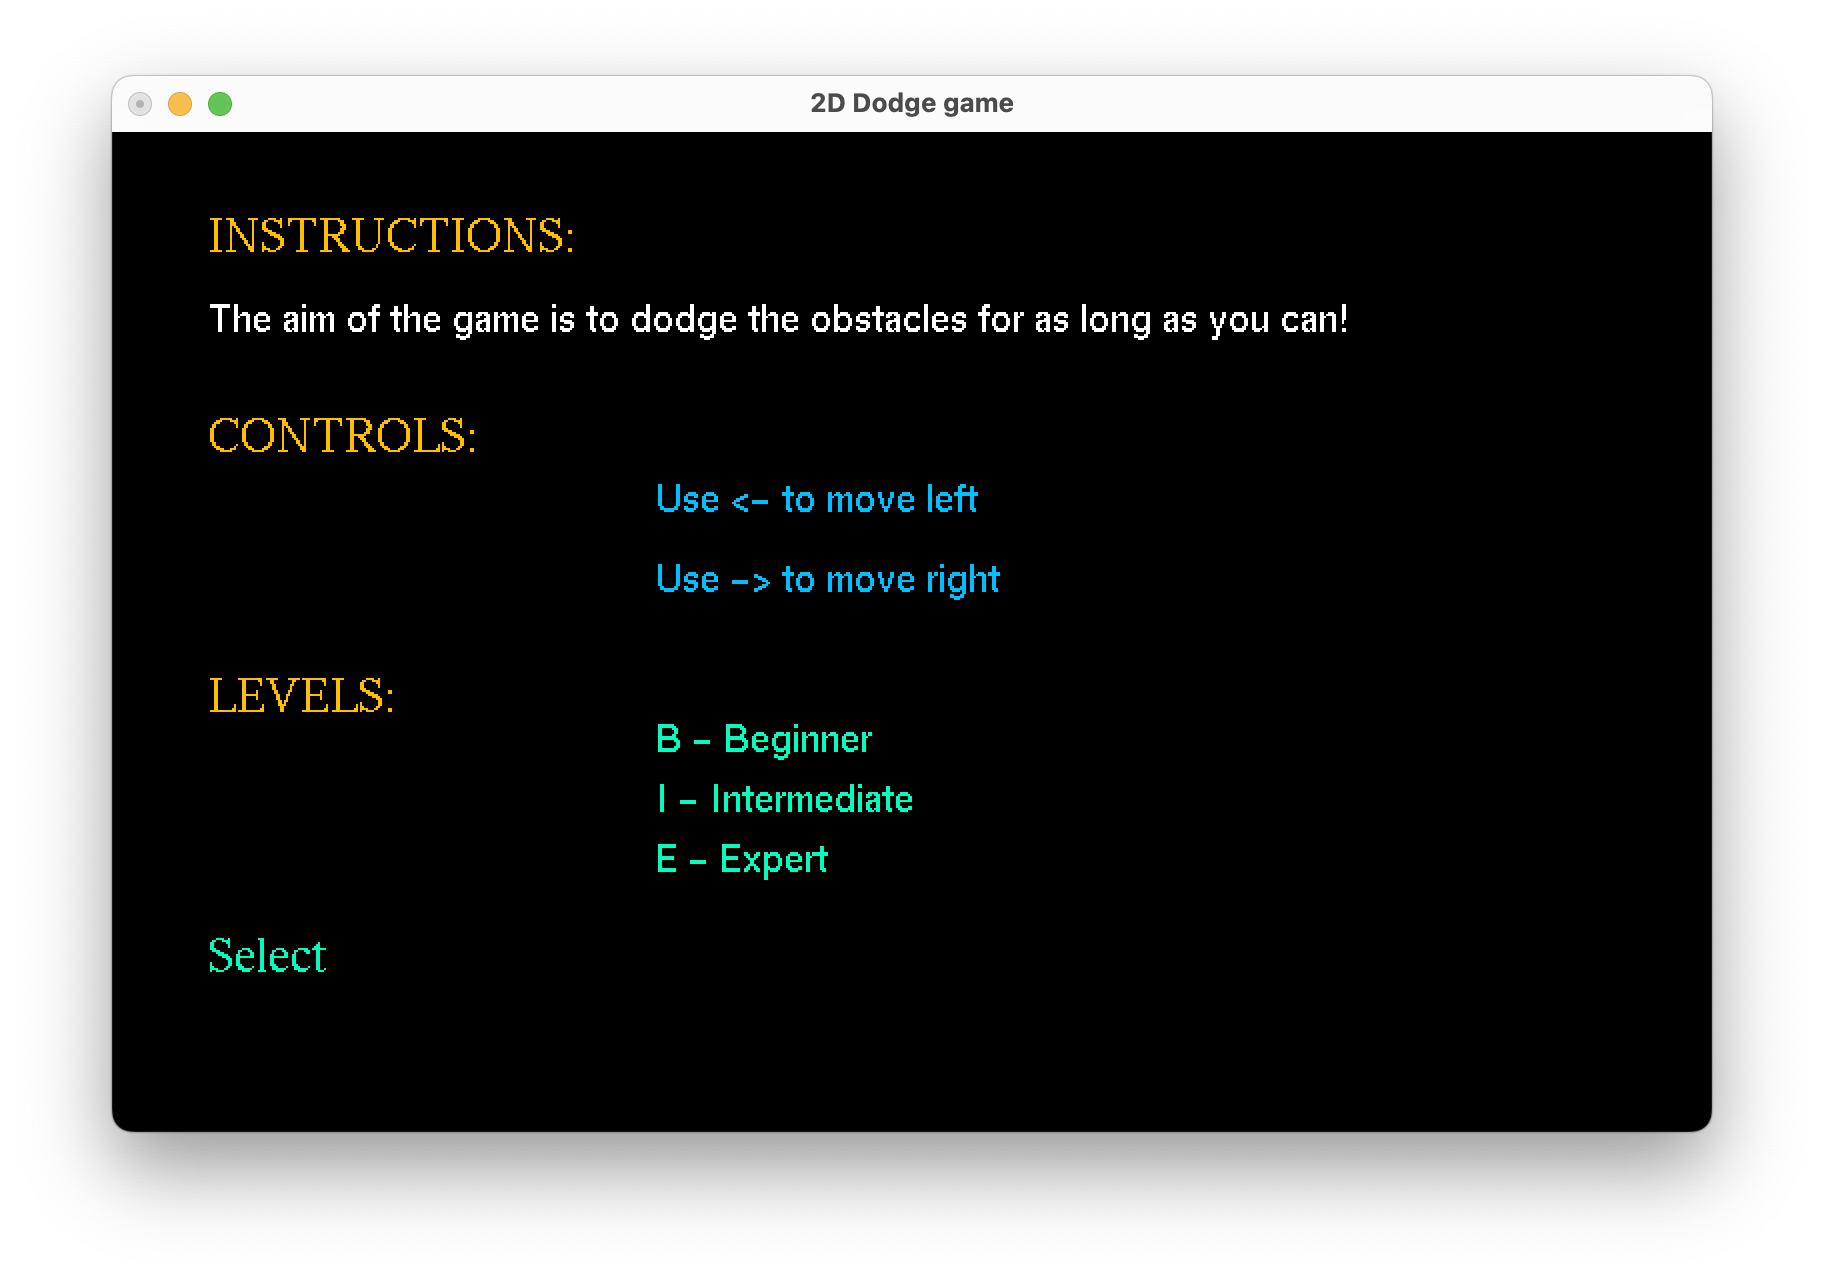 2D Dodge game
INSTRUCTIONS:
The aim of the game is to dodge the obstacles for as long as you can!
CONTROLS:
Use <- to move left
Use -> to move right
LEVELS:
B - Beginner
I - Intermediate
E - Expert
Select